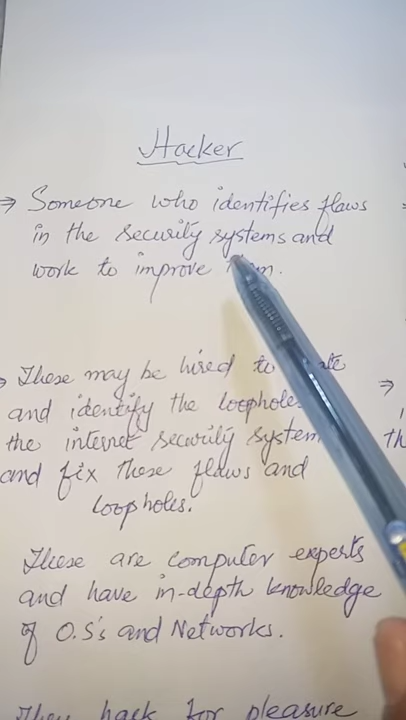 Hacker
⇒ Someone who identifies flaws
in the security systems and
work to improve
These may be hired to
and identify the loopholes
the internet security system
and fix these flaws and
loopholes.
These are computer experts
and have in-depth knowledge
of O.S's and Networks.
They hack for pleasure
⇒
th